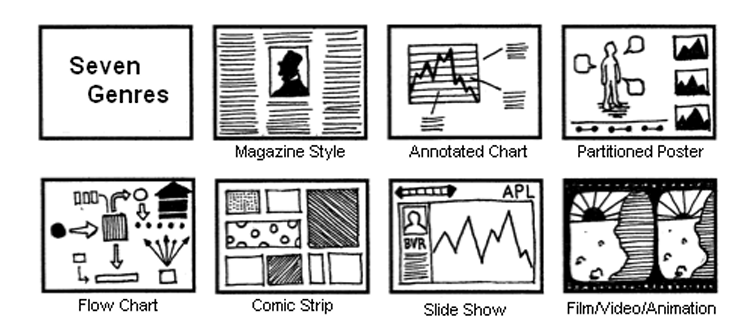 Seven
Genres
Magazine Style
Annotated Chart
Partitioned Poster
APL
BVR
Flow Chart
Comic Strip
Slide Show
Film/Video/Animation